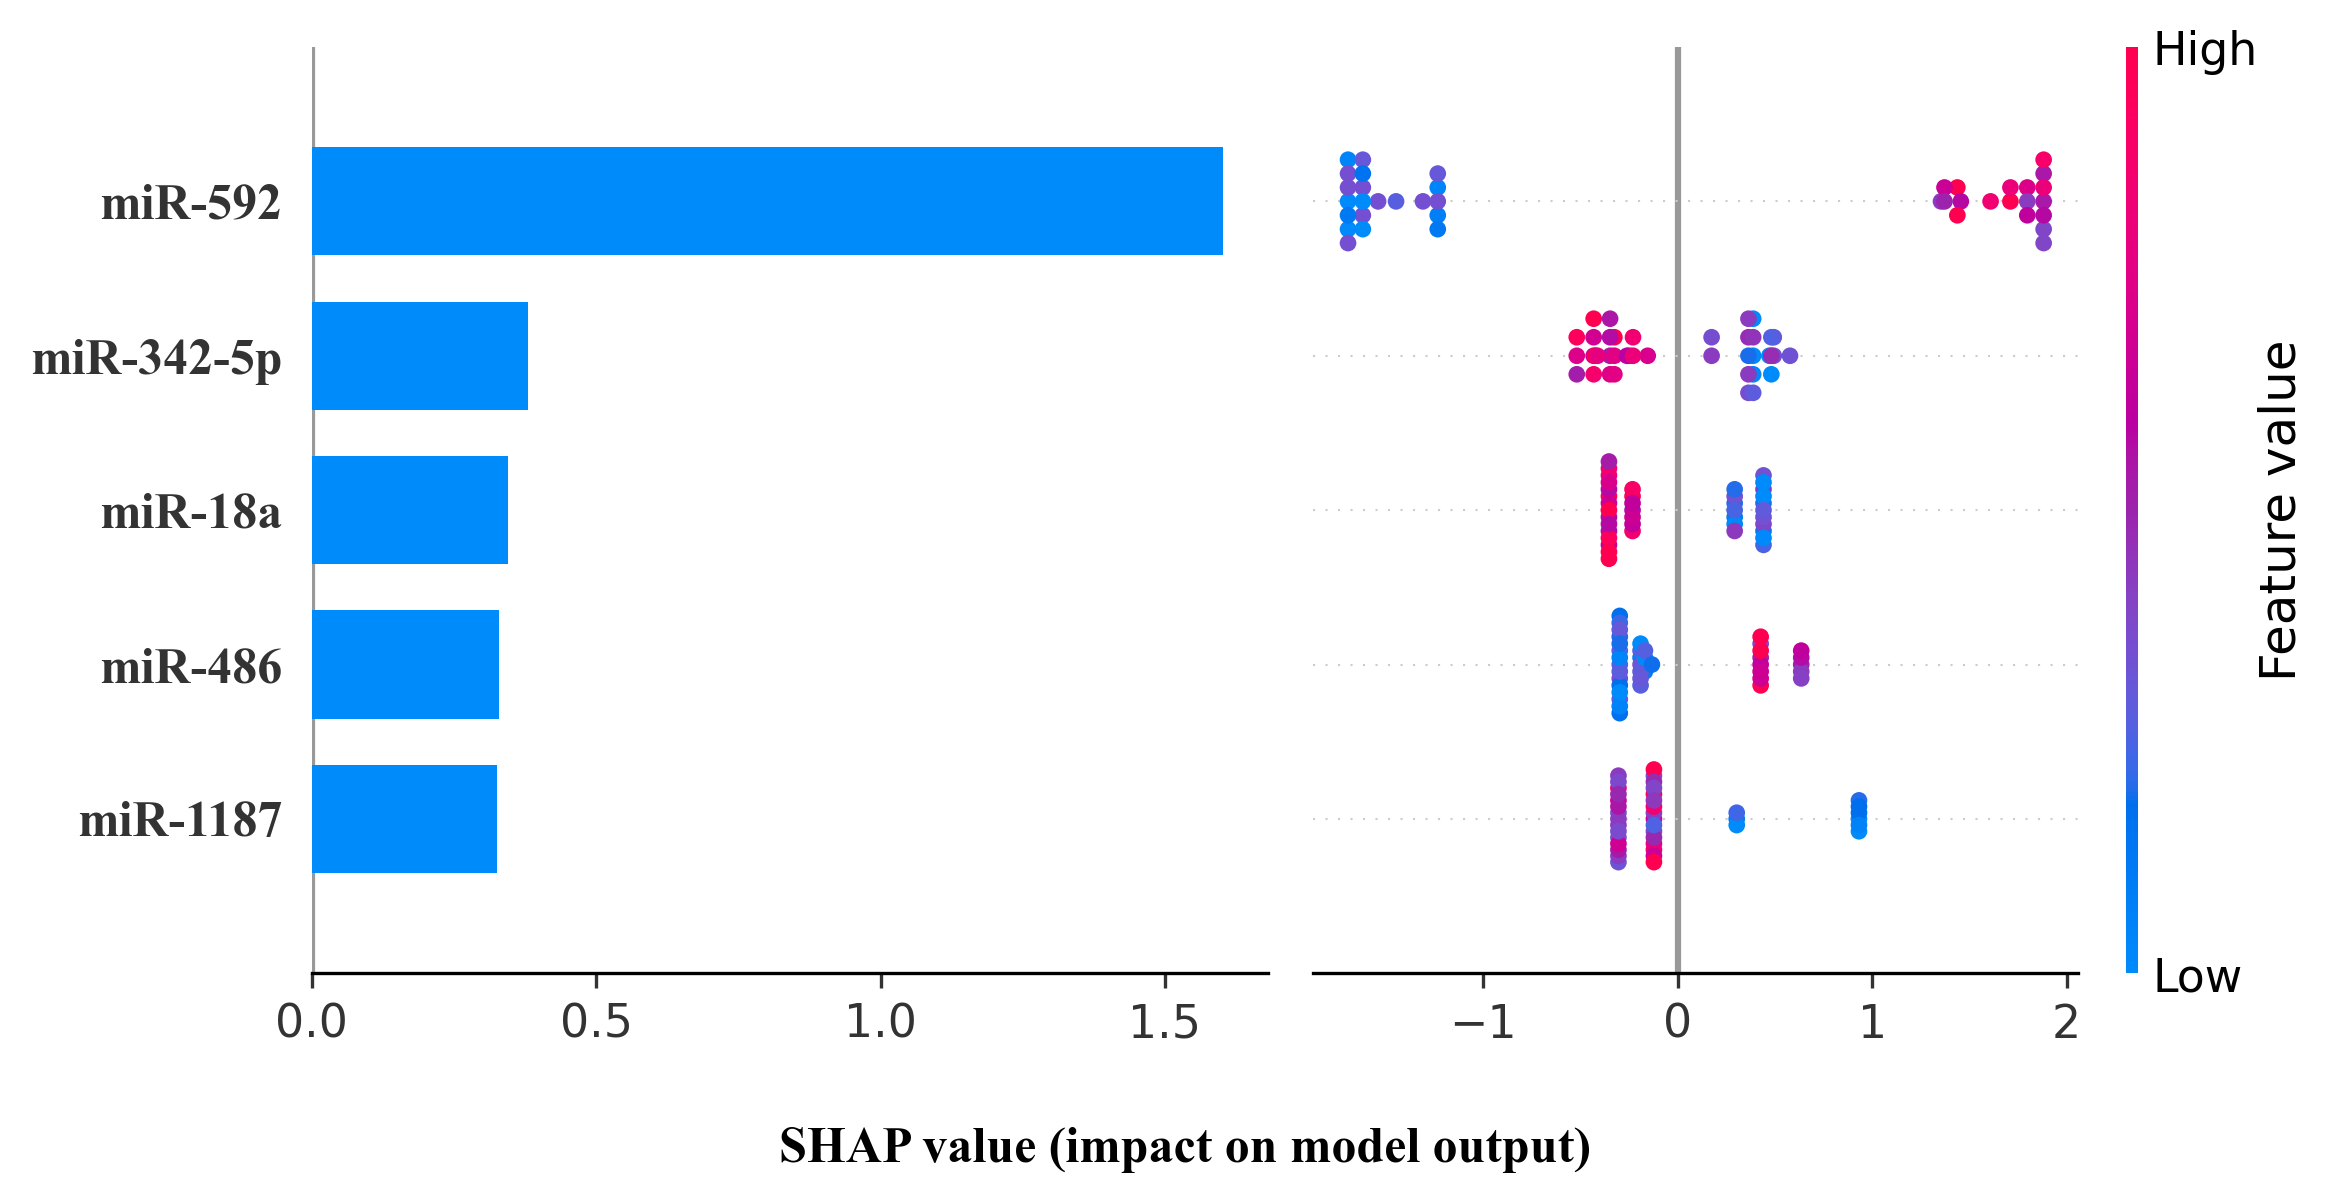 High
miR-592
miR-342-5p
miR-18a
miR-486
miR-1187
Feature value
Low
0.0 0.5 1.0 1.5 −1 0 1 2
SHAP value (impact on model output)